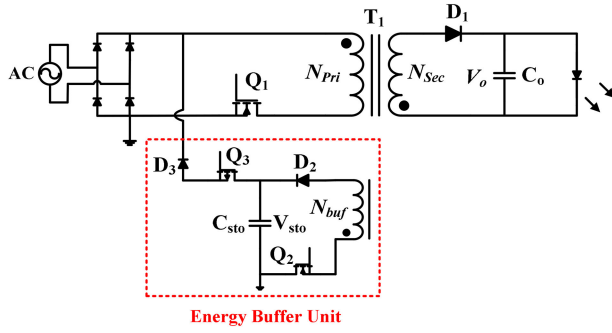 T1
D1
AC
NPri
NSec
Vo
Co
Q1
D3
Q3
D2
Nbuf
Csto
Vsto
Q2
Energy Buffer Unit